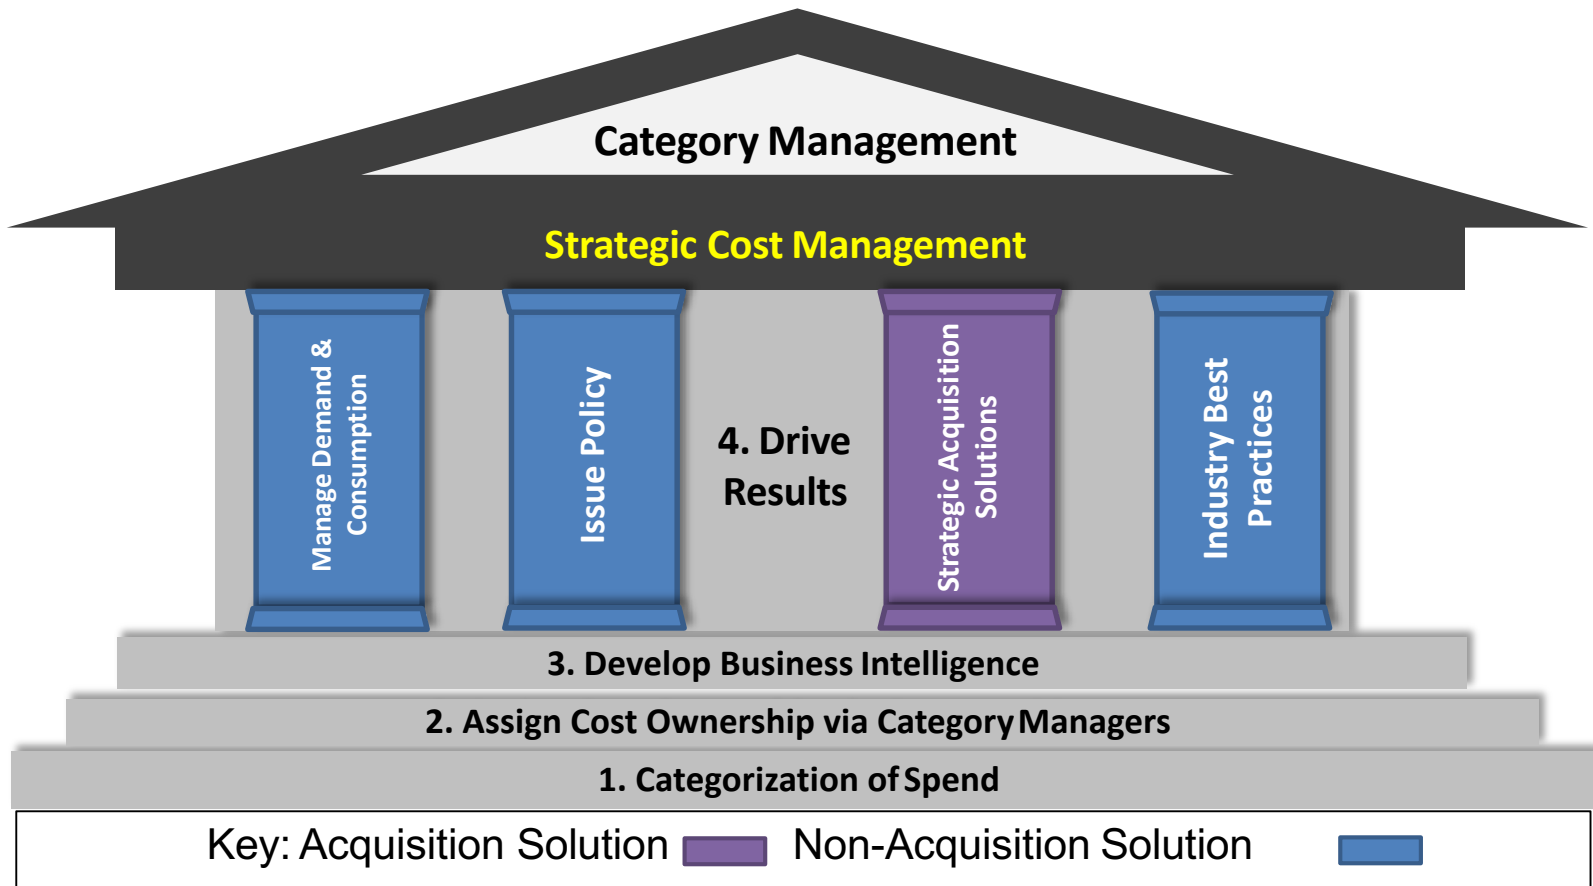 Category Management
Strategic Cost Management
Manage Demand &
Consumption
Issue Policy
4. Drive
Results
Strategic Acquisition
Solutions
Industry Best
Practices
3. Develop Business Intelligence
2. Assign Cost Ownership via Category Managers
1. Categorization of Spend
Key: Acquisition Solution Non-Acquisition Solution